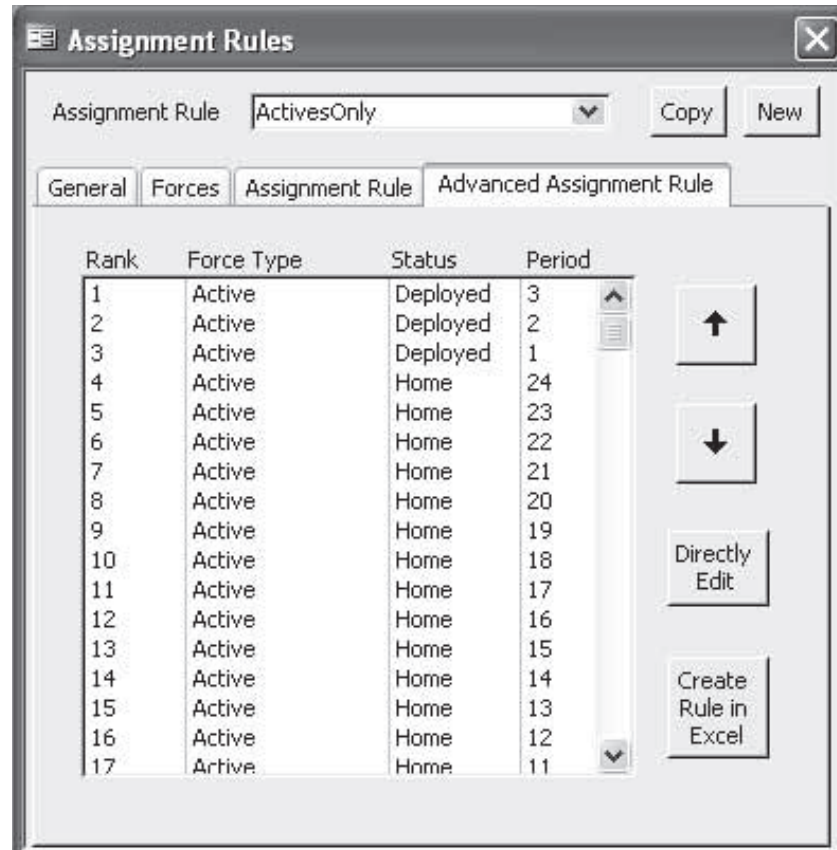 Assignment Rules
Assignment Rule ActivesOnly Copy New
General Forces Assignment Rule Advanced Assignment Rule
Rank Force Type Status Period
1 Active Deployed 3
2 Active Deployed 2
3 Active Deployed 1
4 Active Home 24
5 Active Home 23
6 Active Home 22
7 Active Home 21
8 Active Home 20
9 Active Home 19
10 Active Home 18
11 Active Home 17
12 Active Home 16
13 Active Home 15
14 Active Home 14
15 Active Home 13
16 Active Home 12
17 Active Home 11
Directly
Edit
Create
Rule in
Excel